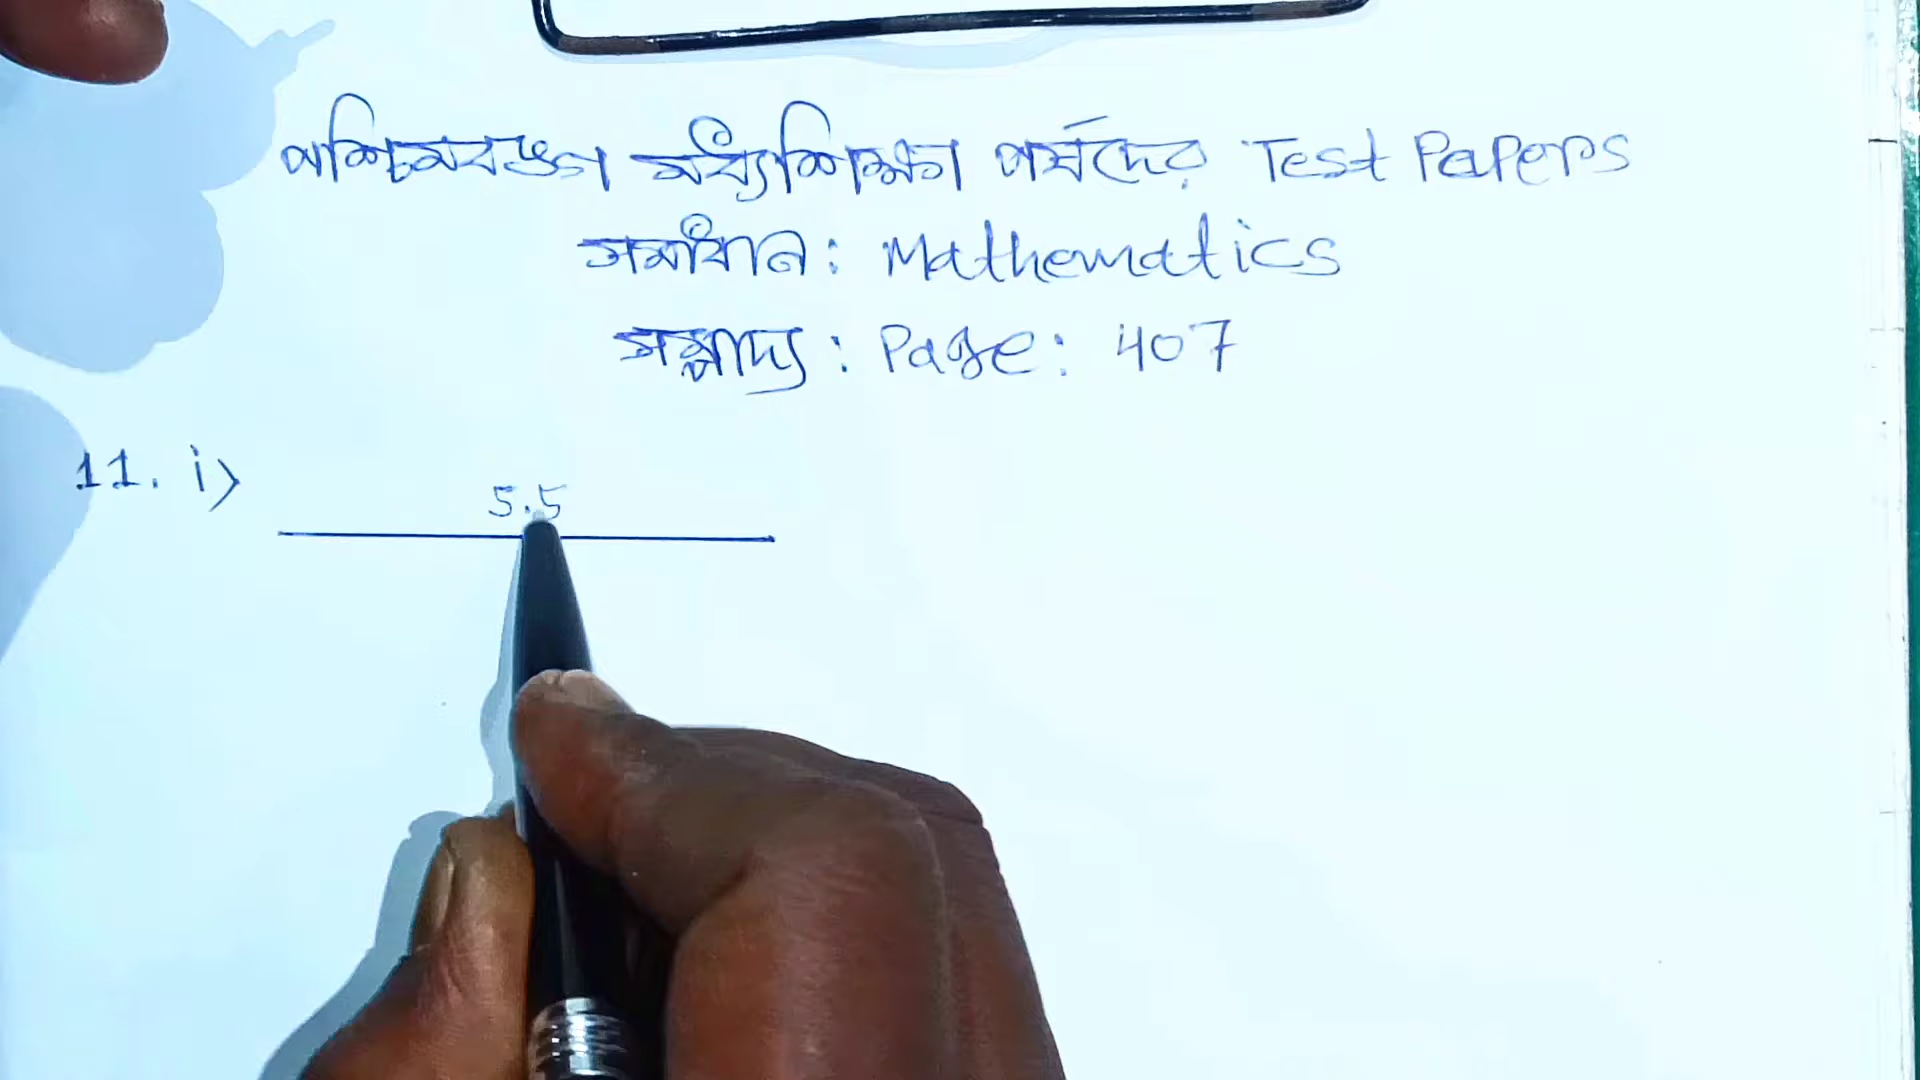 পশ্চিমবঙ্গ মধ্যশিক্ষা পর্ষদের Test Papers
সমাধান: Mathematics
সম্পাদ্য: Page: 407
11. i)
5.5